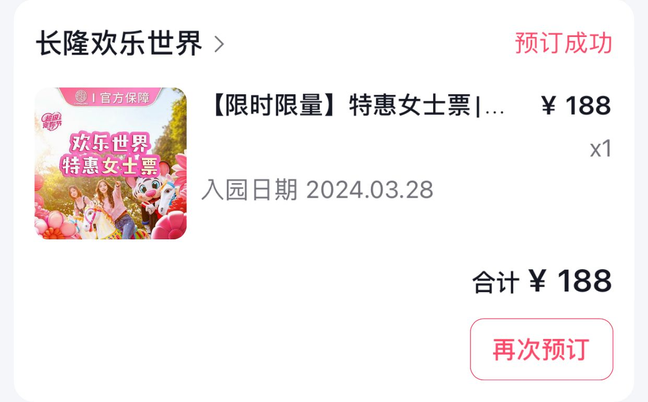 长隆欢乐世界 >
预订成功
官方保障
欢乐世界
特惠女士票
【限时限量】特惠女士票|...
¥ 188
x1
入园日期 2024.03.28
合计 ¥ 188
再次预订